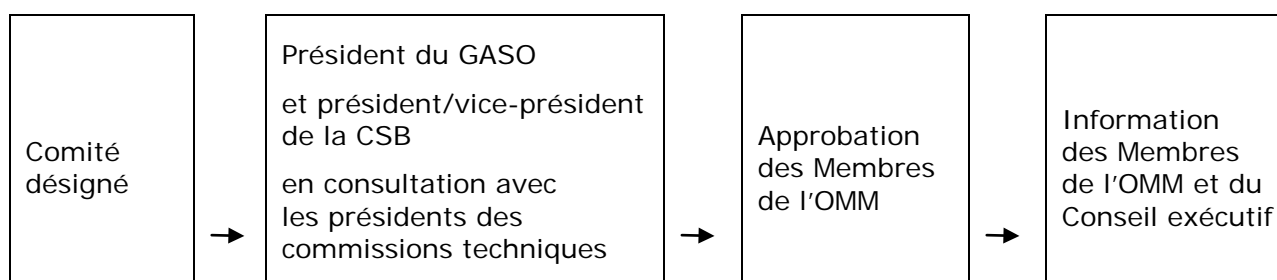 Comité
désigné
Président du GASO
et président/vice-président
de la CSB
en consultation avec
les présidents des
commissions techniques
Approbation
des Membres
de l'OMM
Information
des Membres
de l'OMM et du
Conseil exécutif